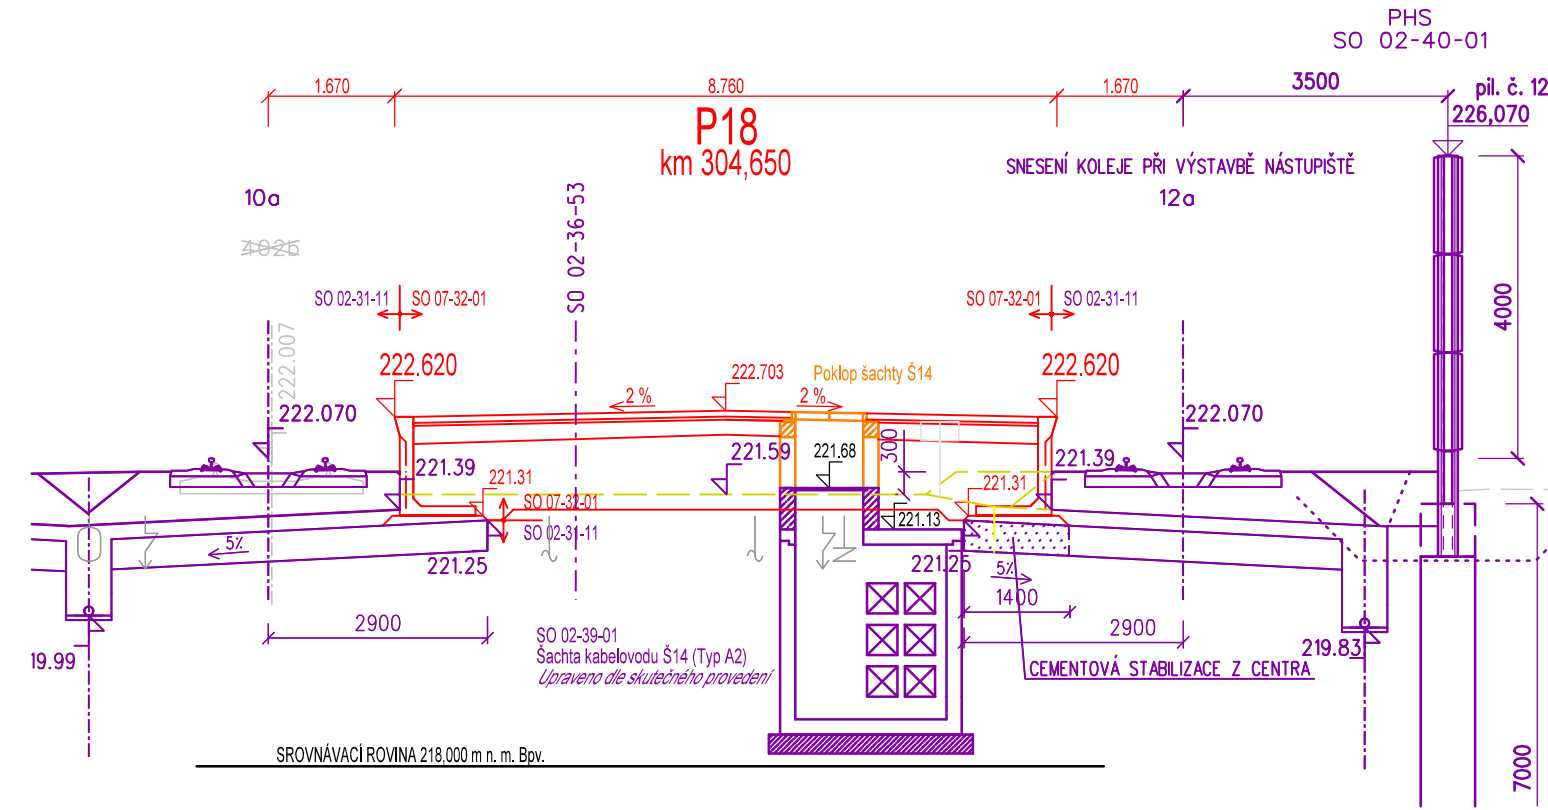 PHS
SO 02-40-01
1.670
8.760
1.670
3500
pil. č. 12
226,070
P18
km 304,650
SNESENÍ KOLEJE PŘI VÝSTAVBĚ NÁSTUPIŠTĚ
10a
12a
402b
SO 02-36-53
SO 02-31-11
SO 07-32-01
SO 07-32-01
SO 02-31-11
4000
222.007
222.620
222.703
Poklop šachty Š14
222.620
2 %
2 %
222.070
222.070
221.39
221.59
221.68
300
221.39
221.31
221.31
SO 07-32-01
221.13
SO 02-31-11
5%
221.25
221.25
5%
1400
2900
2900
SO 02-39-01
Šachta kabelovodu Š14 (Typ A2)
Upraveno dle skutečného provedení
19.99
219.83
CEMENTOVÁ STABILIZACE Z CENTRA
SROVNÁVACÍ ROVINA 218,000 m n. m. Bpv.
7000